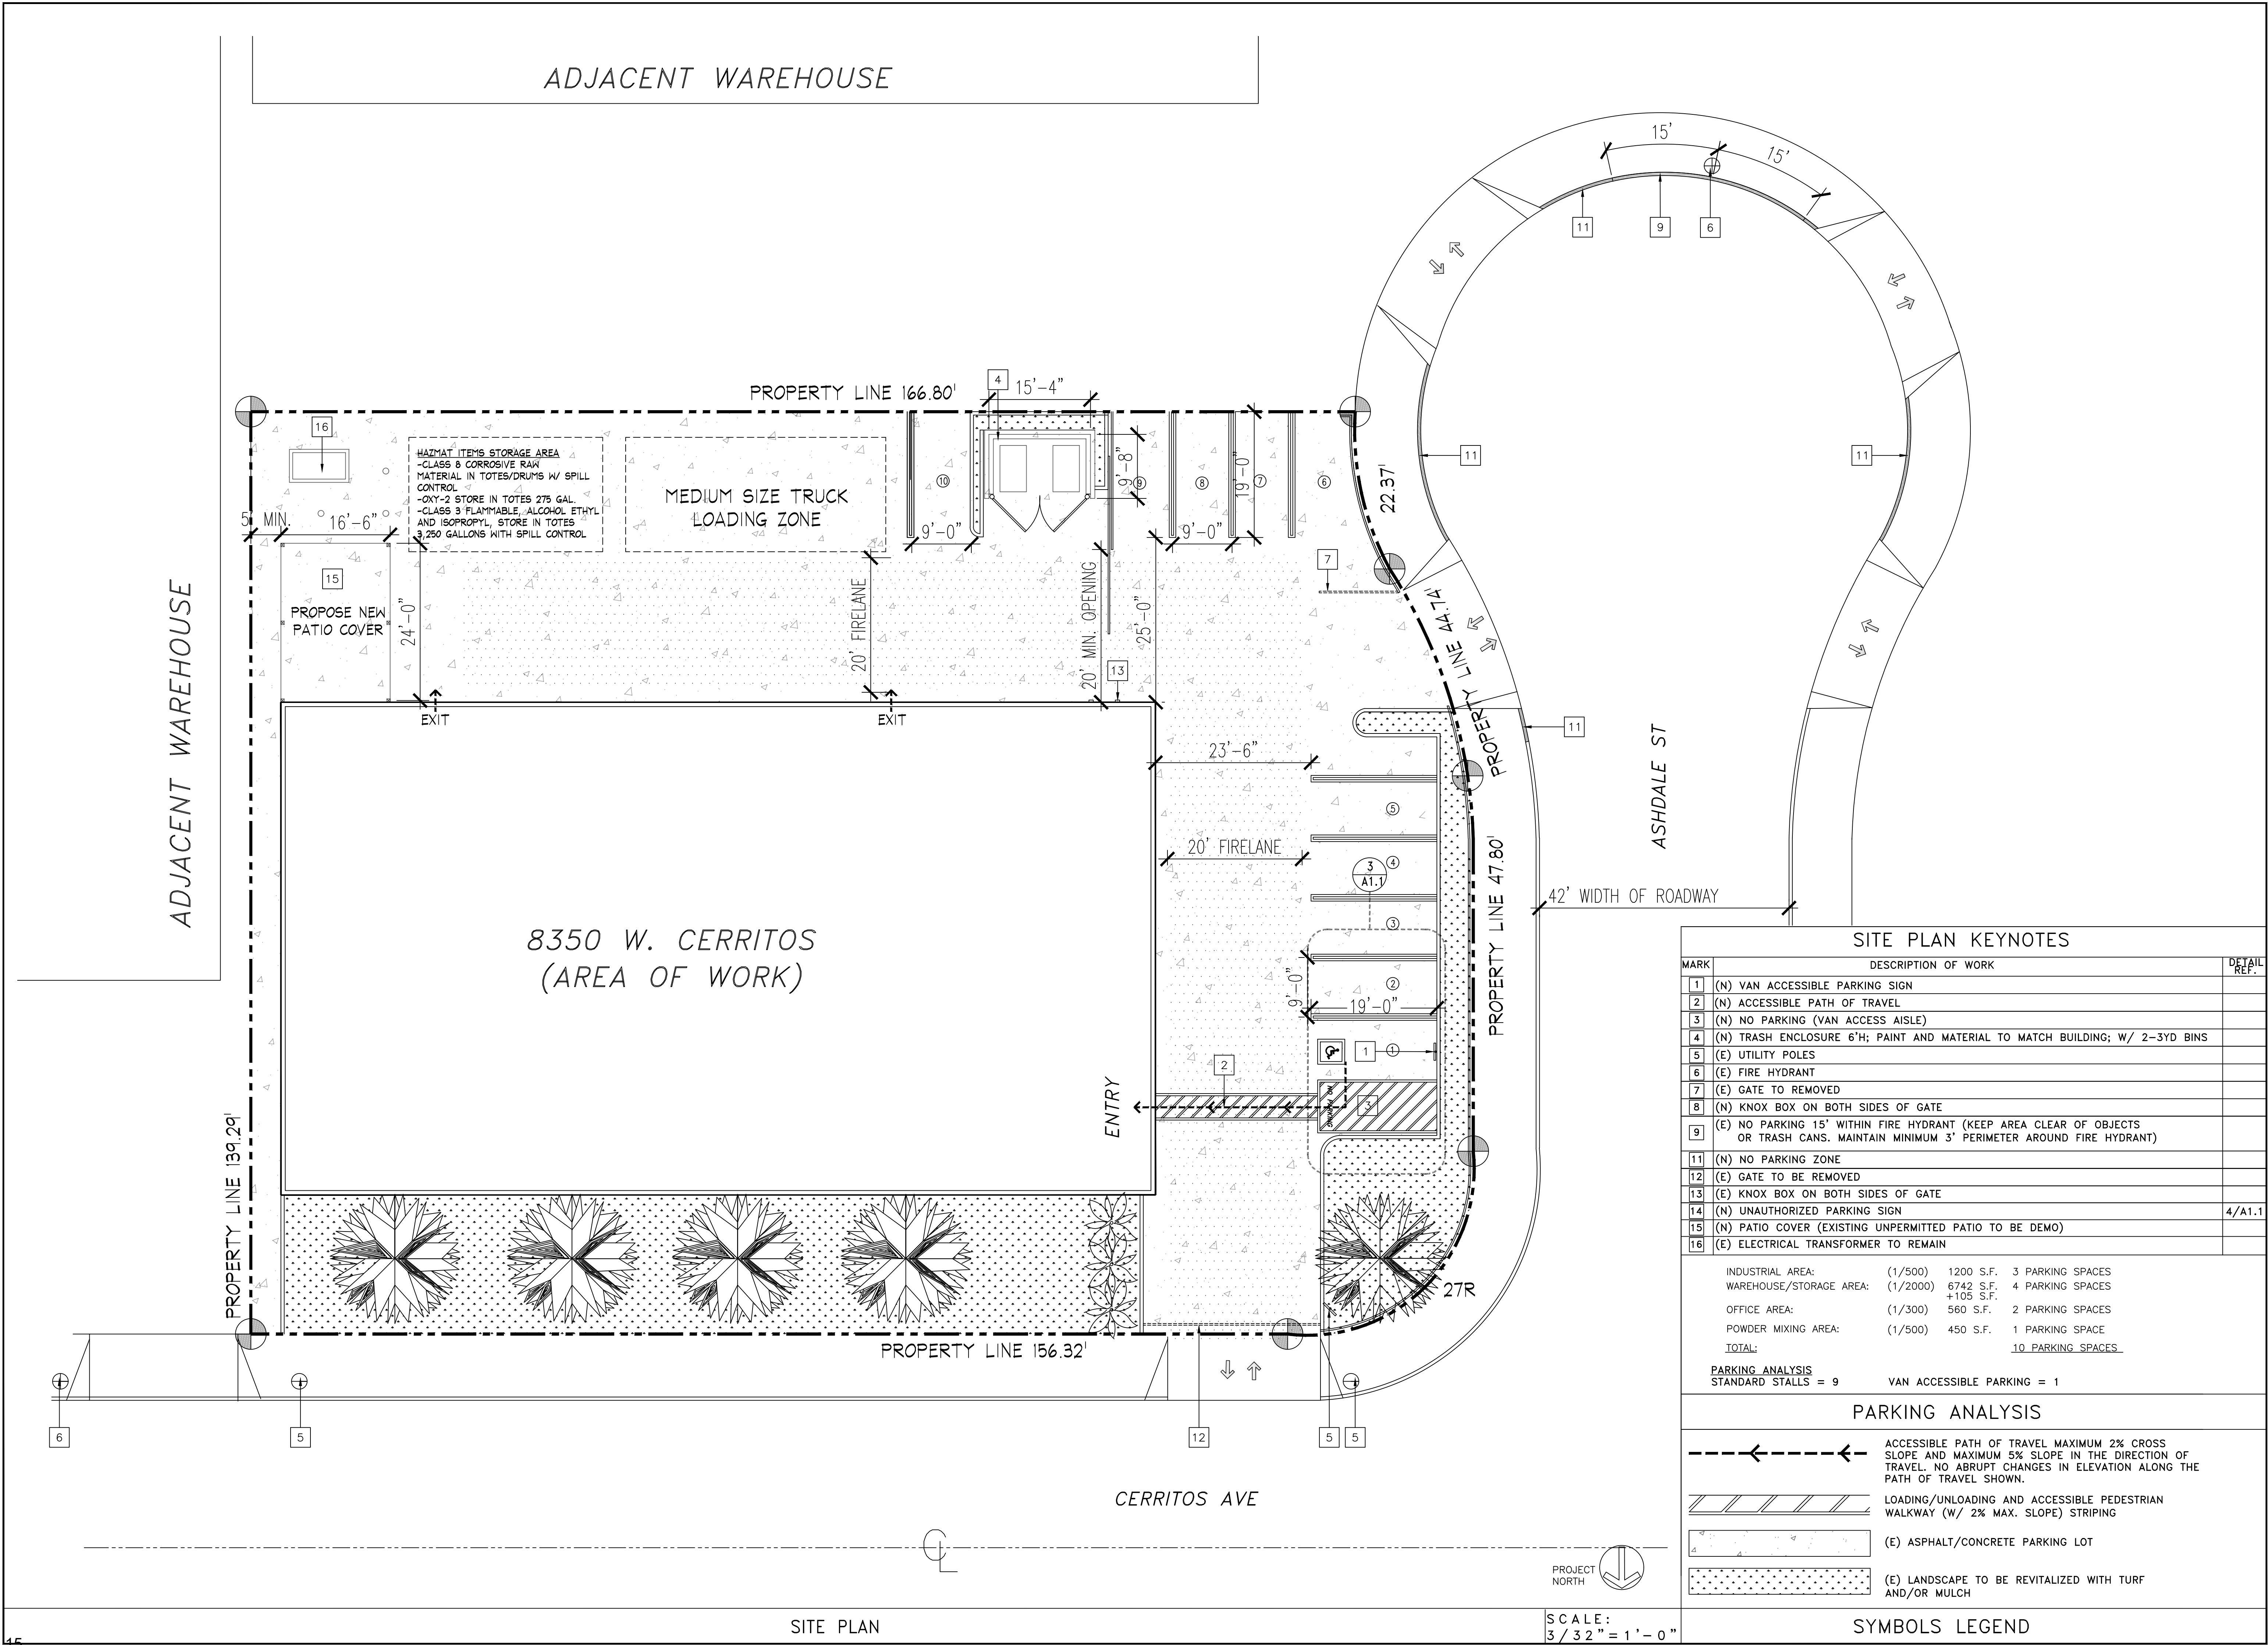 ADJACENT WAREHOUSE
15'
15'
11
9
6
PROPERTY LINE 166.80'
4
15'-4"
16
HAZMAT ITEMS STORAGE AREA
-CLASS 8 CORROSIVE RAW
MATERIAL IN TOTES/DRUMS W/ SPILL
CONTROL
-OXY-2 STORE IN TOTES 275 GAL.
-CLASS 3 FLAMMABLE, ALCOHOL ETHYL
AND ISOPROPYL, STORE IN TOTES
3,250 GALLONS WITH SPILL CONTROL
MEDIUM SIZE TRUCK
LOADING ZONE
10
9'-8"
9
8
19'-0"
7
6
22.37'
11
11
5' MIN.
16'-6"
9'-0"
9'-0"
7
15
PROPOSE NEW
PATIO COVER
24'-0"
20' FIRELANE
20' MIN. OPENING
25'-0"
13
PROPERTY LINE 44.74'
PROPERTY LINE
11
EXIT
EXIT
ADJACENT WAREHOUSE
23'-6"
ASHDALE ST
5
20' FIRELANE
4
3
A1.1
PROPERTY LINE 47.80'
42' WIDTH OF ROADWAY
3
8350 W. CERRITOS
(AREA OF WORK)
9'-0"
2
19'-0"
1
1
2
ENTRY
NO PARKING
3
PROPERTY LINE 139.29'
27R
PROPERTY LINE 156.32'
6
5
12
5
5
CERRITOS AVE
CL
PROJECT
NORTH
SITE PLAN
SCALE:
3/32"=1'-0"
15
SITE PLAN KEYNOTES
MARK DESCRIPTION OF WORK DETAIL
REF.
1 (N) VAN ACCESSIBLE PARKING SIGN
2 (N) ACCESSIBLE PATH OF TRAVEL
3 (N) NO PARKING (VAN ACCESS AISLE)
4 (N) TRASH ENCLOSURE 6'H; PAINT AND MATERIAL TO MATCH BUILDING; W/ 2-3YD BINS
5 (E) UTILITY POLES
6 (E) FIRE HYDRANT
7 (E) GATE TO REMOVED
8 (N) KNOX BOX ON BOTH SIDES OF GATE
9 (E) NO PARKING 15' WITHIN FIRE HYDRANT (KEEP AREA CLEAR OF OBJECTS
OR TRASH CANS. MAINTAIN MINIMUM 3' PERIMETER AROUND FIRE HYDRANT)
11 (N) NO PARKING ZONE
12 (E) GATE TO BE REMOVED
13 (E) KNOX BOX ON BOTH SIDES OF GATE
14 (N) UNAUTHORIZED PARKING SIGN 4/A1.1
15 (N) PATIO COVER (EXISTING UNPERMITTED PATIO TO BE DEMO)
16 (E) ELECTRICAL TRANSFORMER TO REMAIN
INDUSTRIAL AREA: (1/500) 1200 S.F. 3 PARKING SPACES
WAREHOUSE/STORAGE AREA: (1/2000) 6742 S.F. 4 PARKING SPACES
+105 S.F.
OFFICE AREA: (1/300) 560 S.F. 2 PARKING SPACES
POWDER MIXING AREA: (1/500) 450 S.F. 1 PARKING SPACE
TOTAL: 10 PARKING SPACES
PARKING ANALYSIS
STANDARD STALLS = 9 VAN ACCESSIBLE PARKING = 1
PARKING ANALYSIS
ACCESSIBLE PATH OF TRAVEL MAXIMUM 2% CROSS
SLOPE AND MAXIMUM 5% SLOPE IN THE DIRECTION OF
TRAVEL. NO ABRUPT CHANGES IN ELEVATION ALONG THE
PATH OF TRAVEL SHOWN.
LOADING/UNLOADING AND ACCESSIBLE PEDESTRIAN
WALKWAY (W/ 2% MAX. SLOPE) STRIPING
(E) ASPHALT/CONCRETE PARKING LOT
(E) LANDSCAPE TO BE REVITALIZED WITH TURF
AND/OR MULCH
SYMBOLS LEGEND